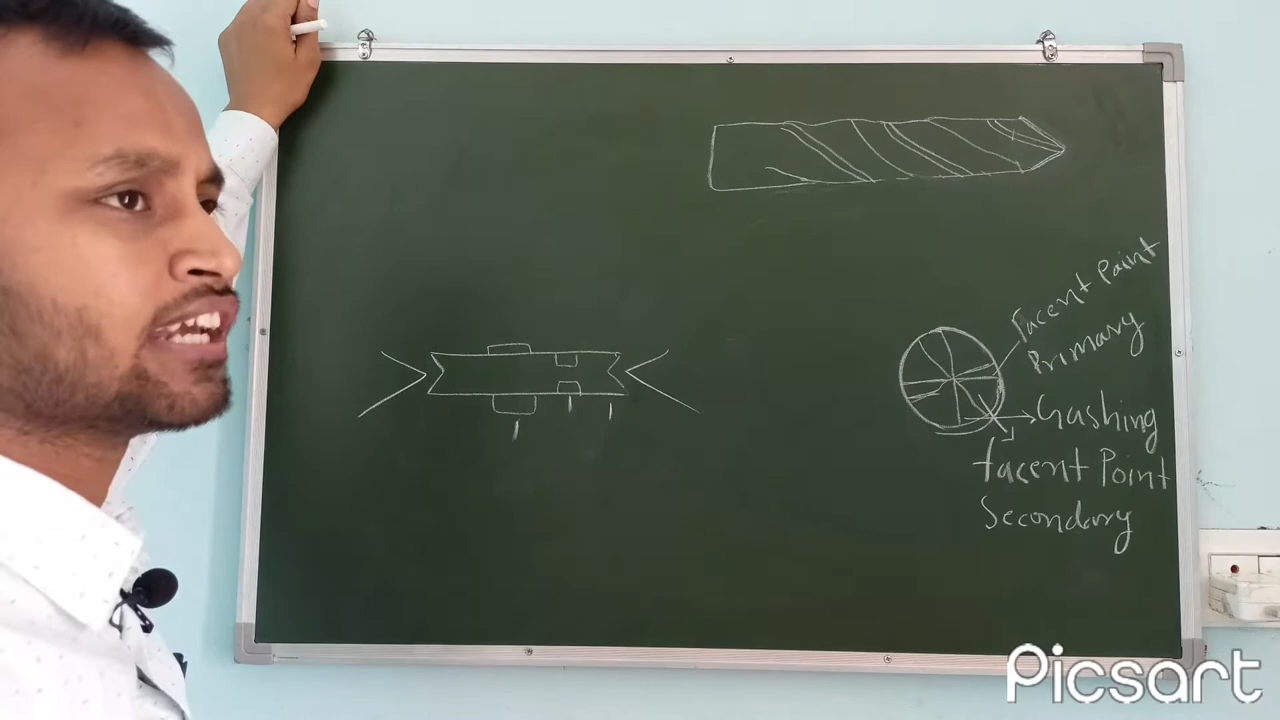 Facent Point
Primary
Gashing
facent Point
Secondary
Picsart